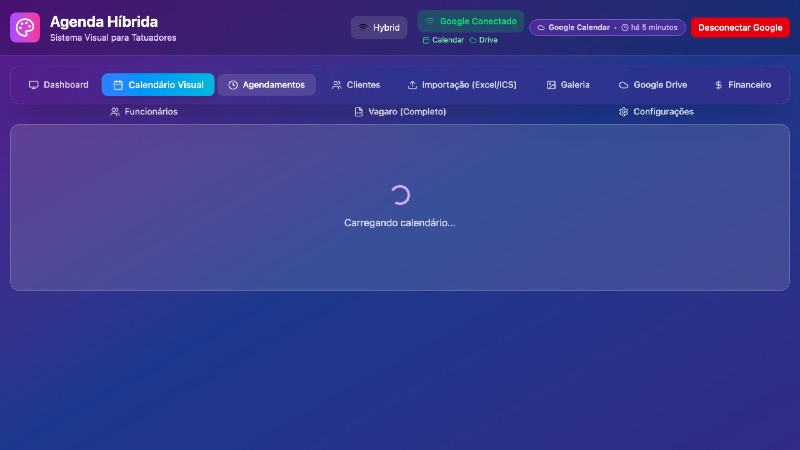 Agenda Híbrida
Sistema Visual para Tatuadores
Hybrid
Google Conectado
Calendar Drive
Google Calendar • há 5 minutos
Desconectar Google
Dashboard
Calendário Visual
Agendamentos
Clientes
Importação (Excel/ICS)
Galeria
Google Drive
Financeiro
Funcionários
Vagaro (Completo)
Configurações
Carregando calendário...